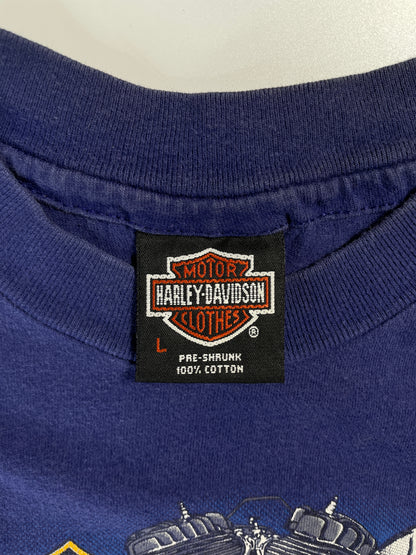 MOTOR
HARLEY-DAVIDSON
CLOTHES
®
L
PRE-SHRUNK
100% COTTON